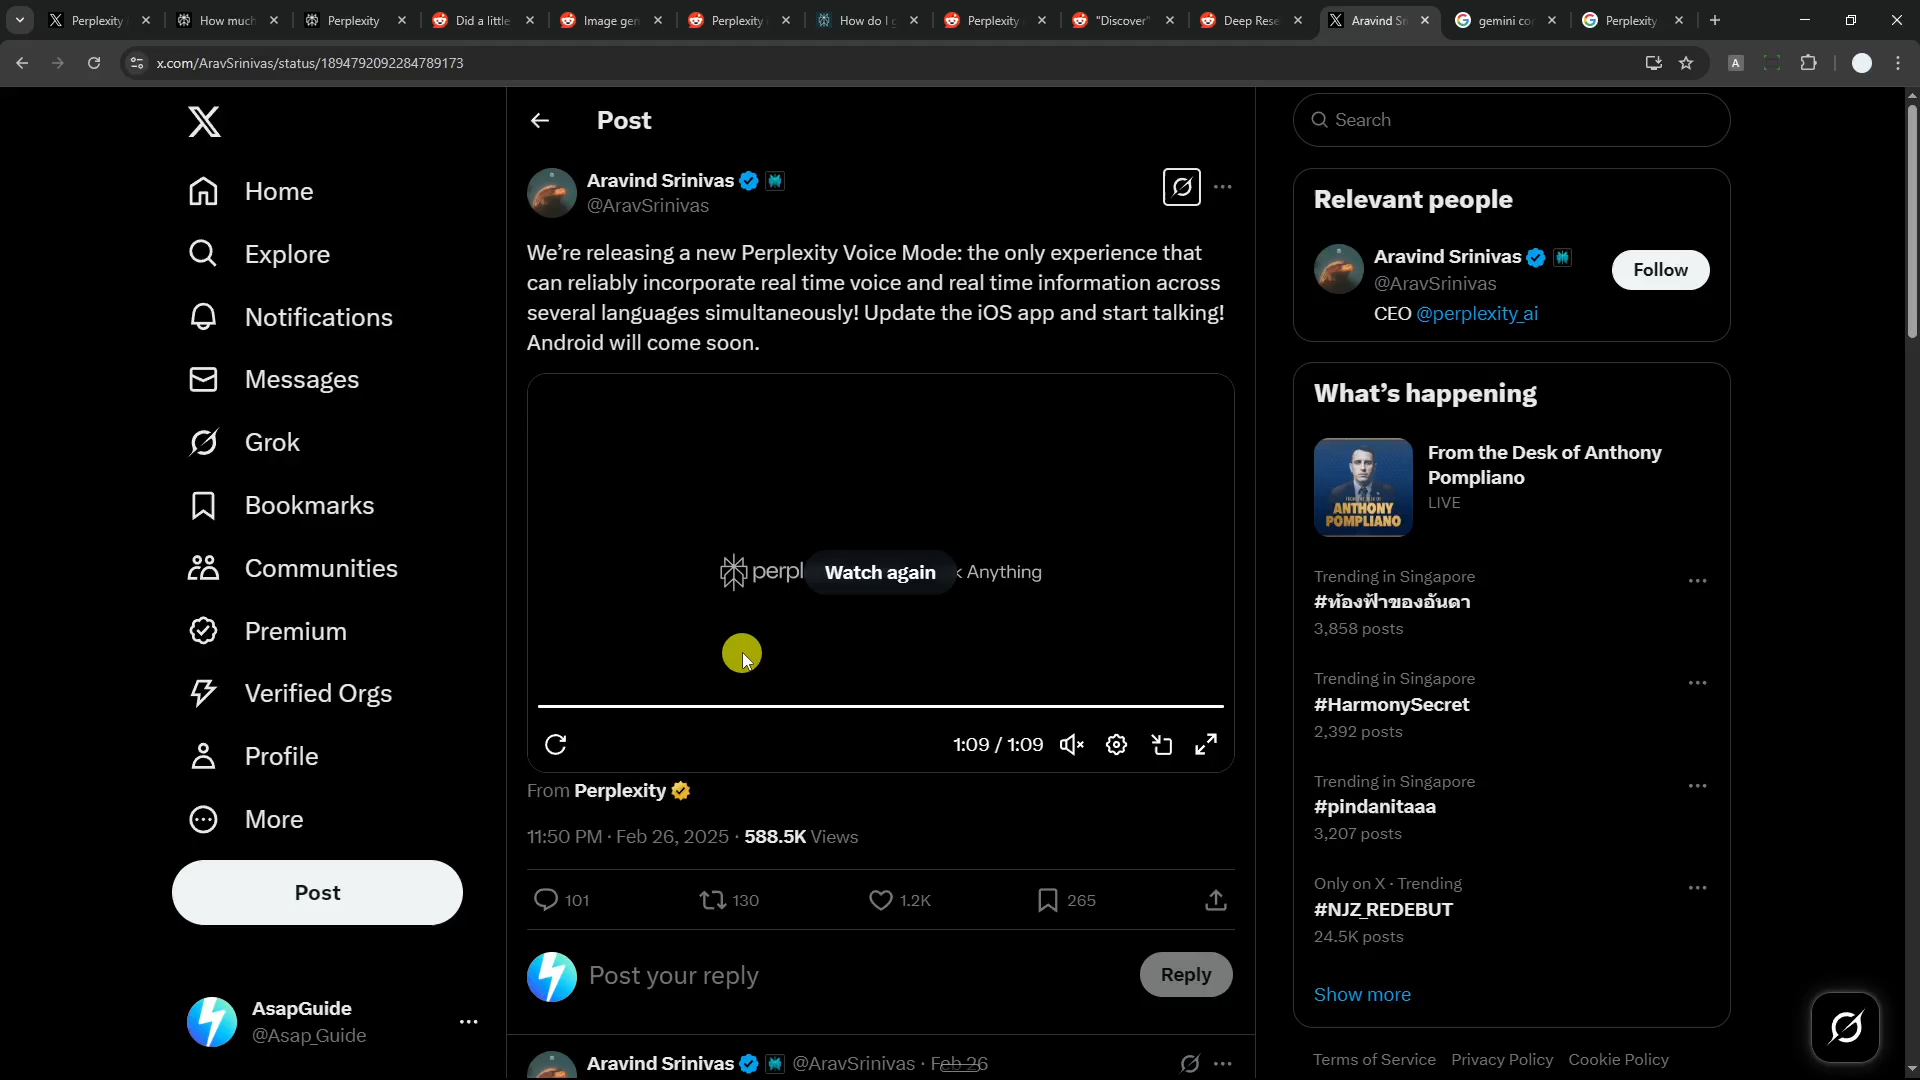 Perplexity
How much
Perplexity
Did a little
Image gen
Perplexity
How do I g
Perplexity
"Discover"
Deep Rese
Aravind Sr
gemini co
Perplexity
x.com/AravSrinivas/status/1894792092284789173
A
Home
Explore
Notifications
Messages
Grok
Bookmarks
Communities
Premium
Verified Orgs
Profile
More
Post
AsapGuide
@Asap_Guide
Post
Aravind Srinivas
@AravSrinivas
We're releasing a new Perplexity Voice Mode: the only experience that
can reliably incorporate real time voice and real time information across
several languages simultaneously! Update the iOS app and start talking!
Android will come soon.
perpl Watch again Anything
1:09 / 1:09
From Perplexity
11:50 PM · Feb 26, 2025 · 588.5K Views
101 130 1.2K 265
Post your reply
Reply
Aravind Srinivas @AravSrinivas · Feb 26
Search
Relevant people
Aravind Srinivas
@AravSrinivas
CEO @perplexity_ai
Follow
What's happening
From the Desk of Anthony
Pompliano
LIVE
ANTHONY
POMPLIANO
Trending in Singapore
#ท้องฟ้าของอันดา
3,858 posts
Trending in Singapore
#HarmonySecret
2,392 posts
Trending in Singapore
#pindanitaaa
3,207 posts
Only on X · Trending
#NJZ_REDEBUT
24.5K posts
Show more
Terms of Service Privacy Policy Cookie Policy